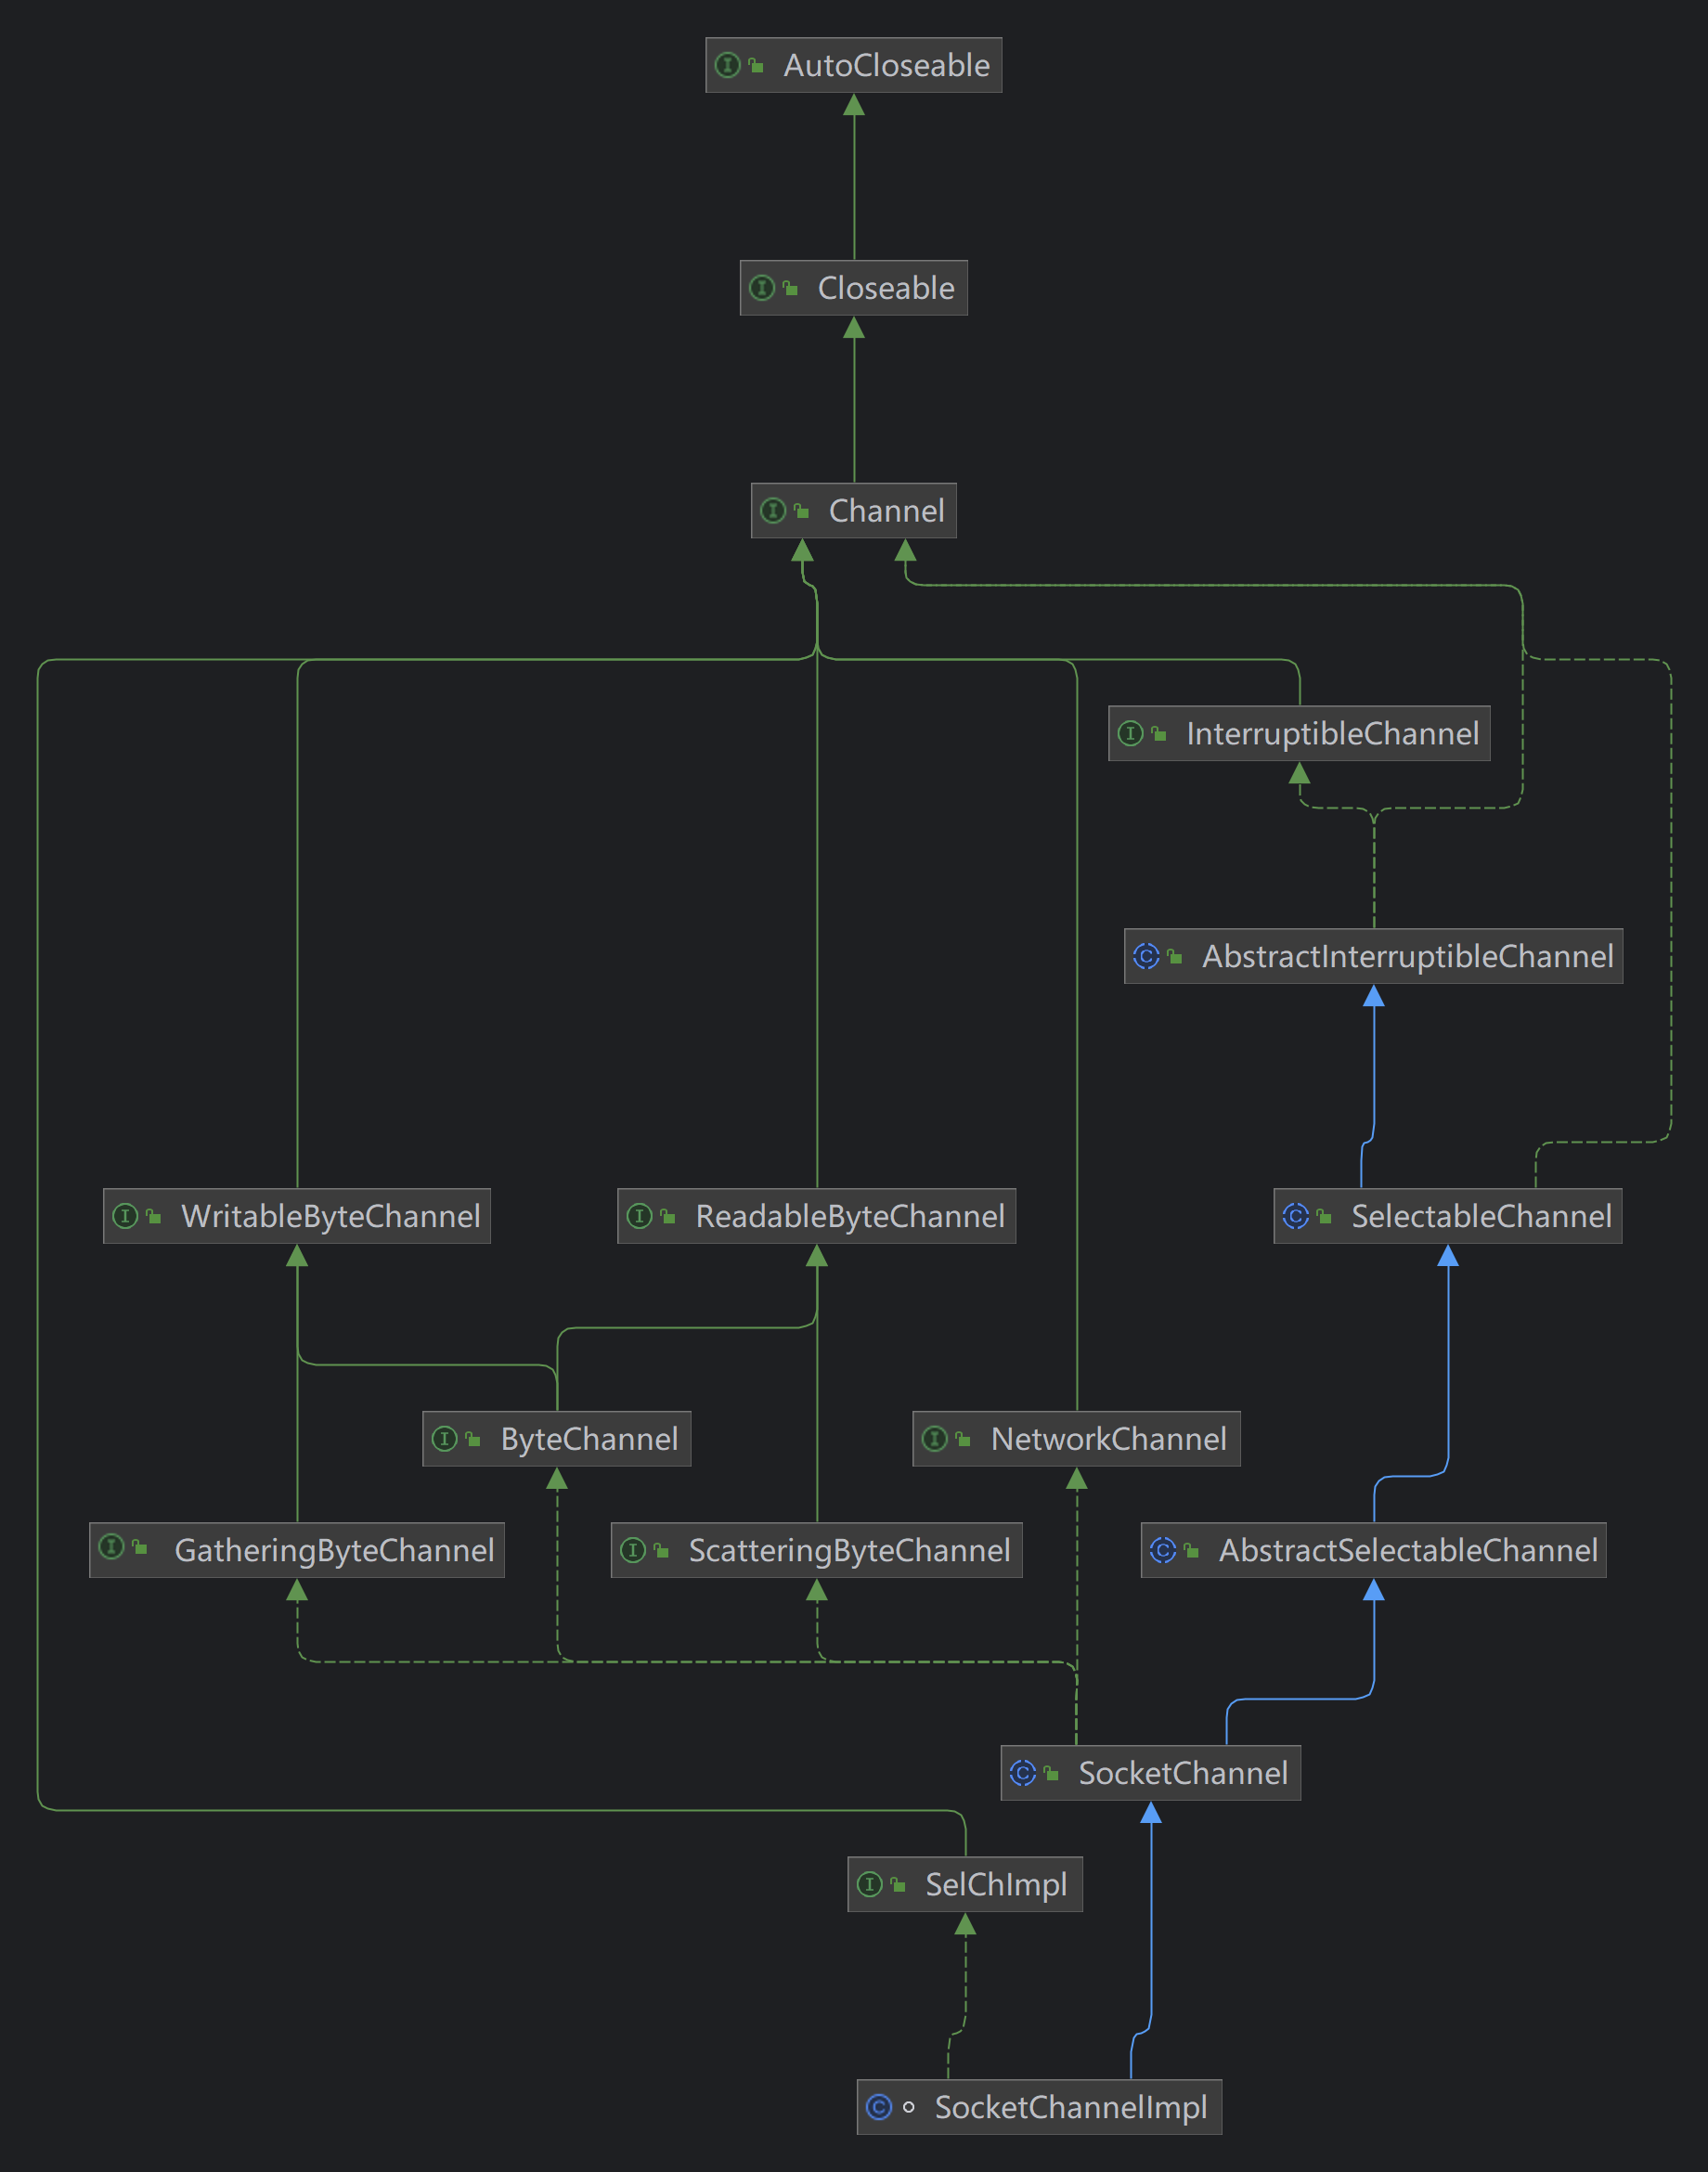 AutoCloseable
Closeable
Channel
InterruptibleChannel
AbstractInterruptibleChannel
WritableByteChannel
ReadableByteChannel
SelectableChannel
ByteChannel
NetworkChannel
GatheringByteChannel
ScatteringByteChannel
AbstractSelectableChannel
SocketChannel
SelChImpl
SocketChannelImpl